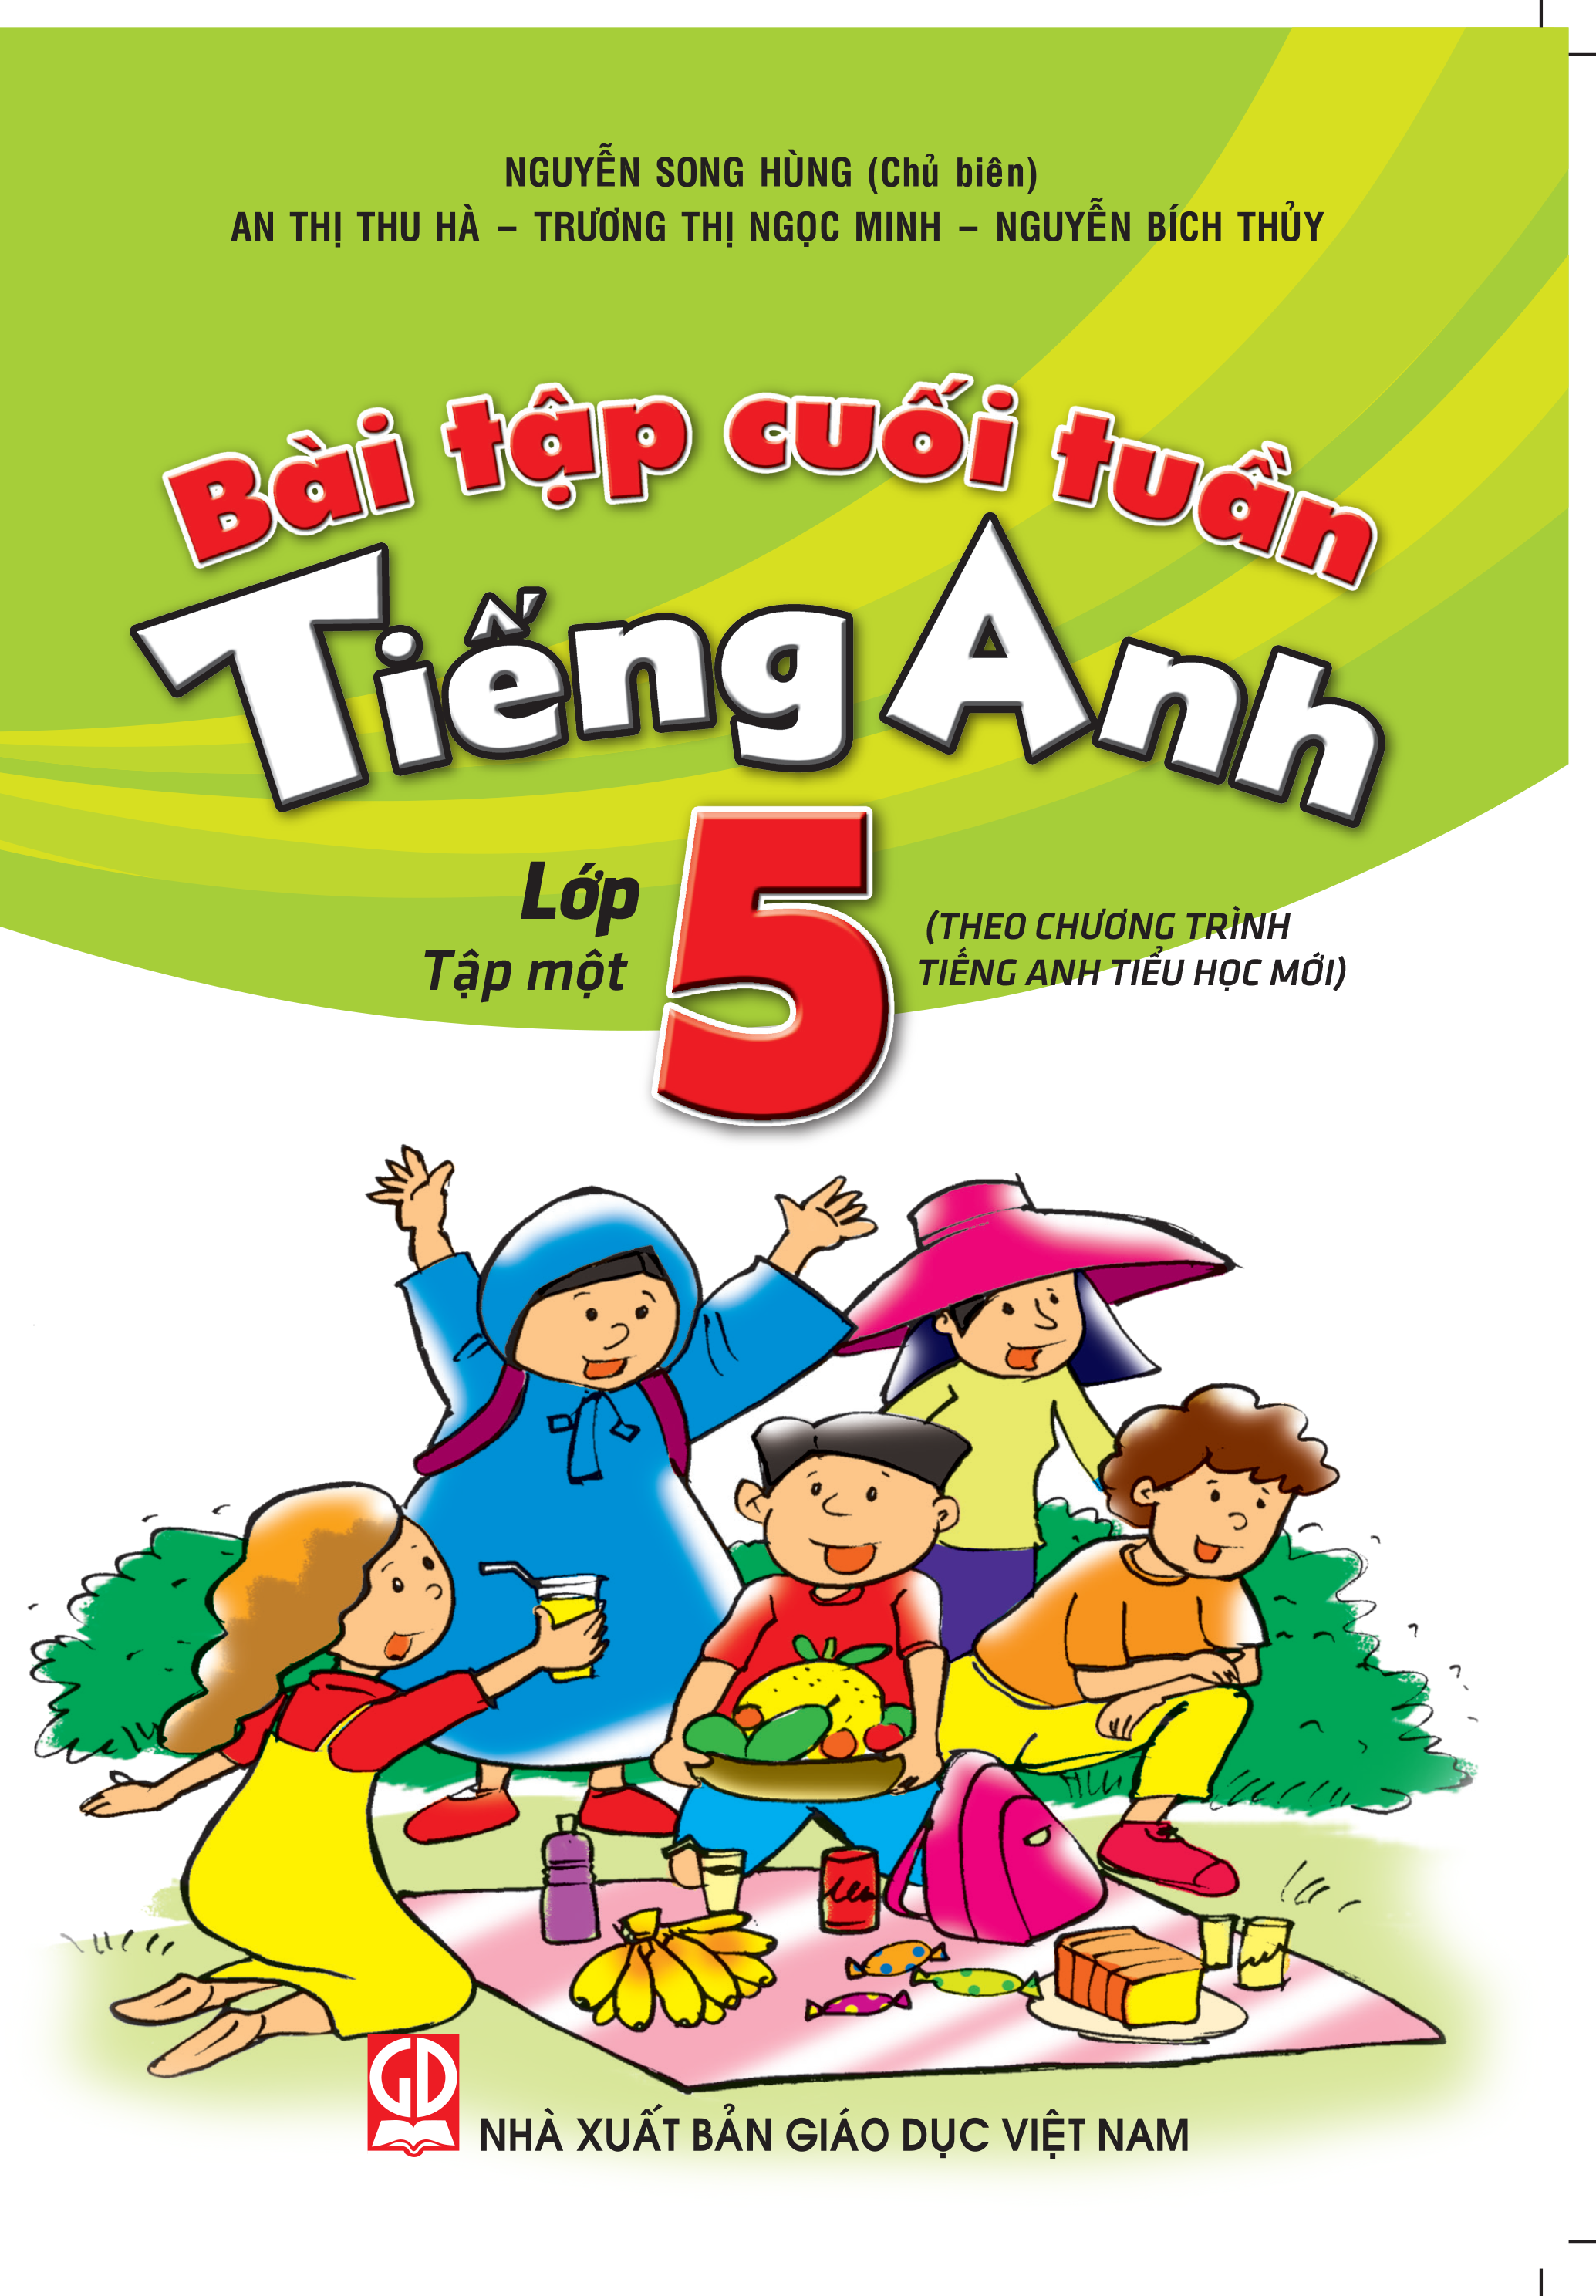 NGUYỄN SONG HÙNG (Chủ biên)
AN THỊ THU HÀ – TRƯƠNG THỊ NGỌC MINH – NGUYỄN BÍCH THỦY
Bài tập cuối tuần
Tiếng Anh
Lớp 5
Tập một
(THEO CHƯƠNG TRÌNH
TIẾNG ANH TIỂU HỌC MỚI)
GD
NHÀ XUẤT BẢN GIÁO DỤC VIỆT NAM